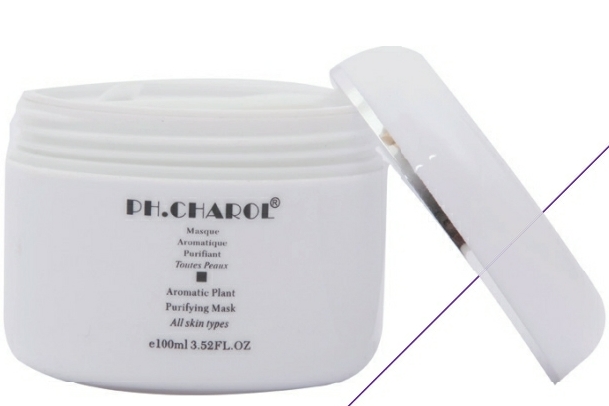 PH.CHAROL®
Masque
Aromatique
Purifiant
Toutes Peaux
Aromatic Plant
Purifying Mask
All skin types
e100ml 3.52FL.OZ